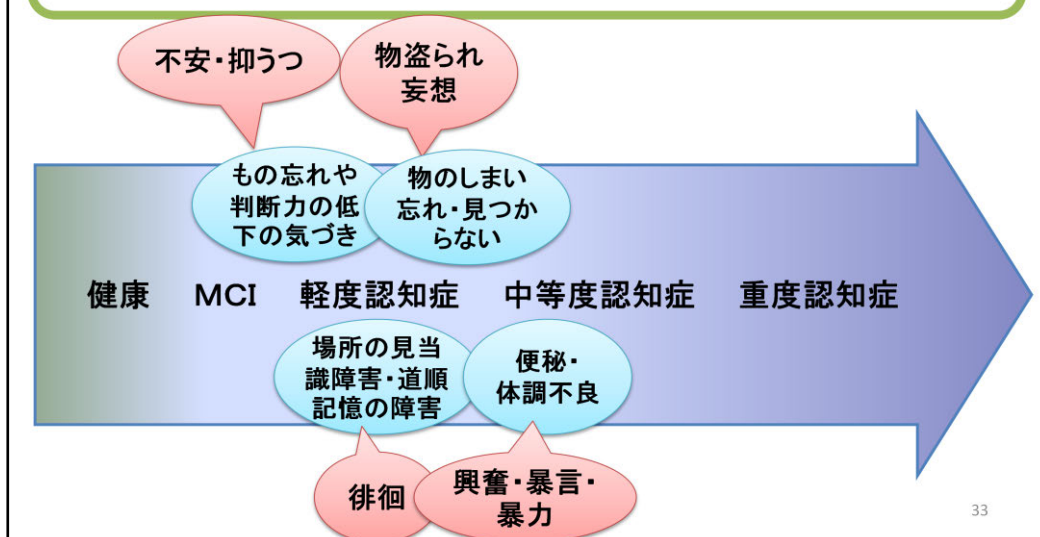 不安・抑うつ
物盗られ
妄想
もの忘れや
判断力の低
下の気づき
物のしまい
忘れ・見つか
らない
健康 MCI 軽度認知症 中等度認知症 重度認知症
場所の見当
識障害・道順
記憶の障害
便秘・
体調不良
徘徊
興奮・暴言・
暴力
33